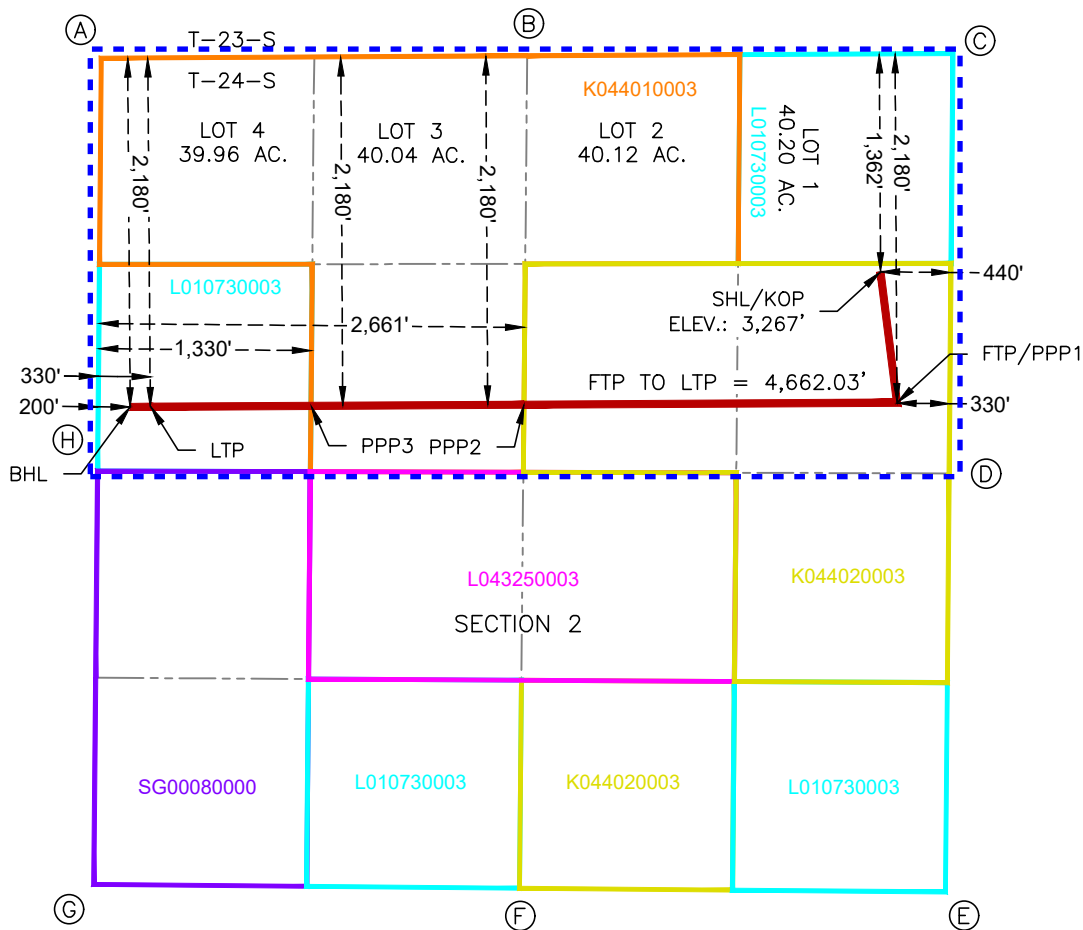 A
B
C
T-23-S
T-24-S
K044010003
LOT 4
39.96 AC.
LOT 3
40.04 AC.
LOT 2
40.12 AC.
LOT 1
40.20 AC.
L010730003
2,180'
2,180'
2,180'
1,362'
2,180'
L010730003
440'
SHL/KOP
ELEV.: 3,267'
2,661'
1,330'
FTP/PPP1
330'
FTP TO LTP = 4,662.03'
200'
330'
H
LTP
PPP3
PPP2
BHL
D
L043250003
K044020003
SECTION 2
SG00080000
L010730003
K044020003
L010730003
G
F
E